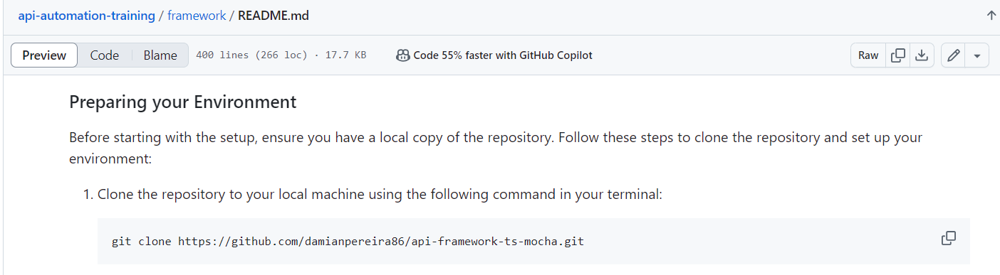 api-automation-training / framework / README.md
Preview Code Blame 400 lines (266 loc) · 17.7 KB Code 55% faster with GitHub Copilot Raw
Preparing your Environment
Before starting with the setup, ensure you have a local copy of the repository. Follow these steps to clone the repository and set up your
environment:
1. Clone the repository to your local machine using the following command in your terminal:
git clone https://github.com/damianpereira86/api-framework-ts-mocha.git